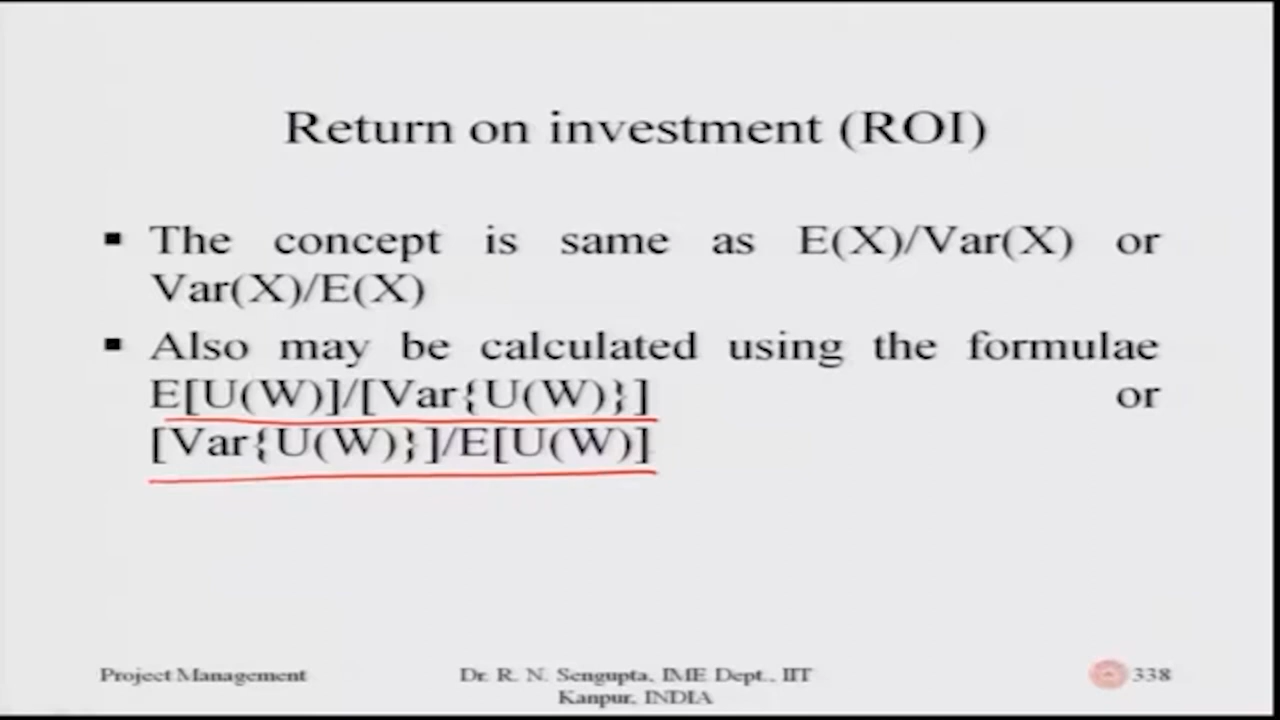 Return on investment (ROI)
▪ The concept is same as E(X)/Var(X) or
Var(X)/E(X)
▪ Also may be calculated using the formulae
E[U(W)]/[Var{U(W)}] or
[Var{U(W)}]/E[U(W)]
Project Management
Dr. R. N. Sengupta, IME Dept., IIT
Kanpur, INDIA
338